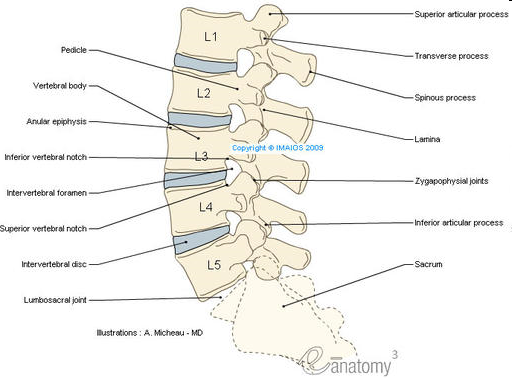 Superior articular process
L1
Pedicle
Transverse process
Vertebral body
L2
Spinous process
Anular epiphysis
Lamina
Copyright © IMAIOS 2009
Inferior vertebral notch
L3
Intervertebral foramen
Zygapophysial joints
L4
Superior vertebral notch
Inferior articular process
Intervertebral disc
L5
Sacrum
Lumbosacral joint
Illustrations : A. Micheau - MD
e-anatomy 3